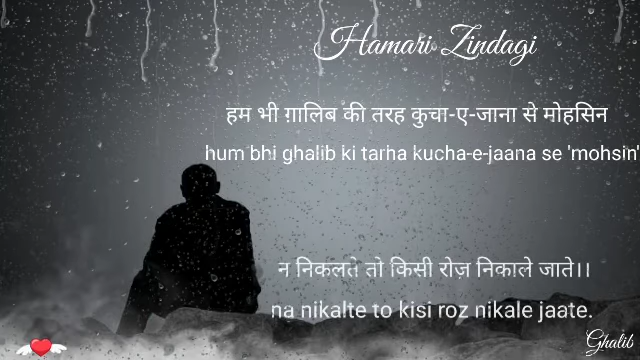 Hamari Zindagi
हम भी ग़ालिब की तरह कुचा-ए-जाना से मोहसिन
hum bhi ghalib ki tarha kucha-e-jaana se 'mohsin'
न निकलते तो किसी रोज़ निकाले जाते।।
na nikalte to kisi roz nikale jaate.
Ghalib